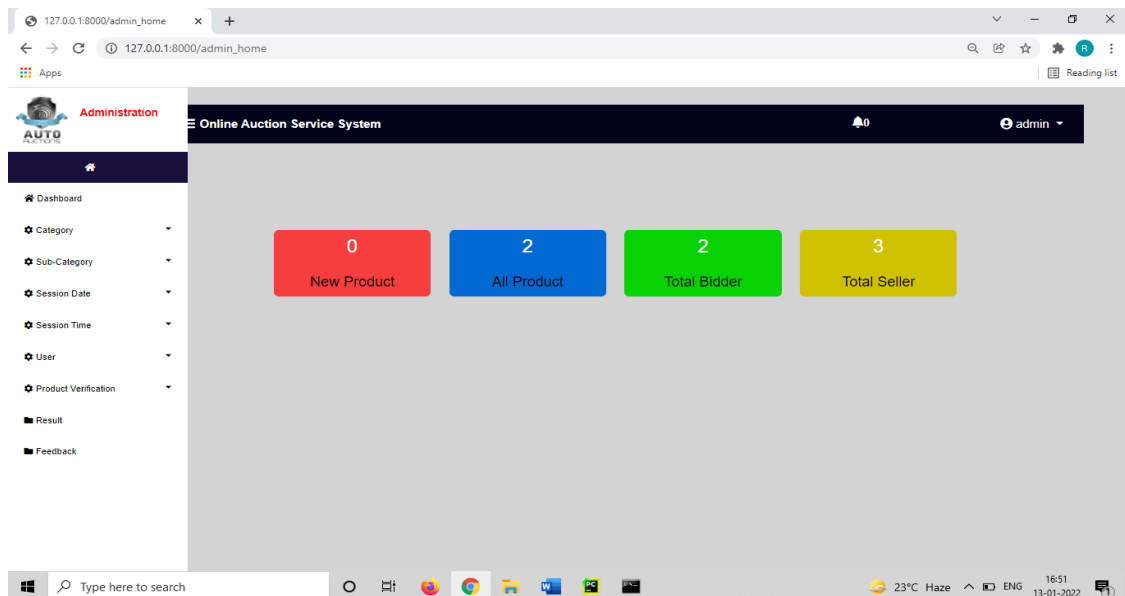 127.0.0.1:8000/admin_home
127.0.0.1:8000/admin_home
R
Apps
Reading list
AUTO
AUCTIONS
Administration
Online Auction Service System
0
admin
Dashboard
Category
Sub-Category
Session Date
Session Time
User
Product Verification
Result
Feedback
0
New Product
2
All Product
2
Total Bidder
3
Total Seller
Type here to search
W
PC
23°C Haze
ENG
16:51
13-01-2022
1